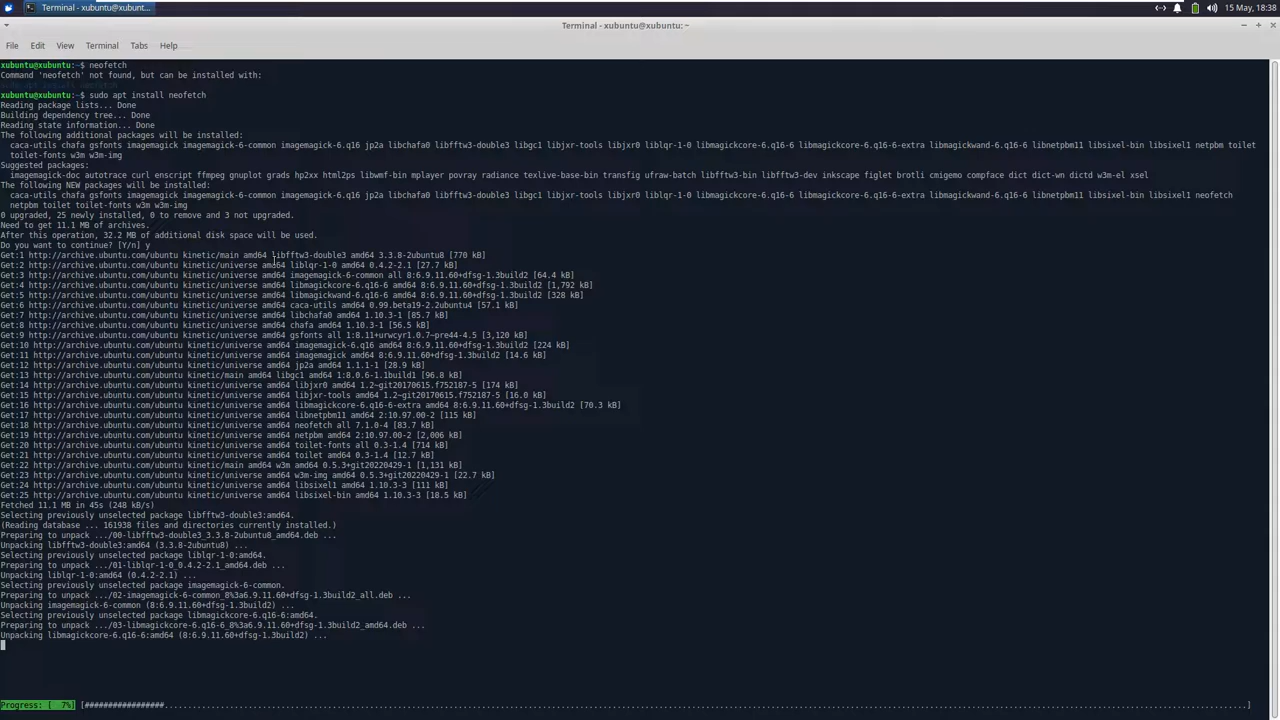 Terminal - xubuntu@xubunt...
15 May, 18:38
Terminal - xubuntu@xubuntu: ~
File Edit View Terminal Tabs Help
xubuntu@xubuntu:~$ neofetch
Command 'neofetch' not found, but can be installed with:
sudo apt install neofetch
xubuntu@xubuntu:~$ sudo apt install neofetch
Reading package lists... Done
Building dependency tree... Done
Reading state information... Done
The following additional packages will be installed:
caca-utils chafa gsfonts imagemagick imagemagick-6-common imagemagick-6.q16 jp2a libchafa0 libfftw3-double3 libgc1 libjxr-tools libjxr0 liblqr-1-0 libmagickcore-6.q16-6 libmagickcore-6.q16-6-extra libmagickwand-6.q16-6 libnetpbm11 libsixel-bin libsixel1 netpbm toilet
toilet-fonts w3m w3m-img
Suggested packages:
imagemagick-doc autotrace curl enscript ffmpeg gnuplot grads hp2xx html2ps libwmf-bin mplayer povray radiance texlive-base-bin transfig ufraw-batch libfftw3-bin libfftw3-dev inkscape figlet brotli cmigemo compface dict dict-wn dictd w3m-el xsel
The following NEW packages will be installed:
caca-utils chafa gsfonts imagemagick imagemagick-6-common imagemagick-6.q16 jp2a libchafa0 libfftw3-double3 libgc1 libjxr-tools libjxr0 liblqr-1-0 libmagickcore-6.q16-6 libmagickcore-6.q16-6-extra libmagickwand-6.q16-6 libnetpbm11 libsixel-bin libsixel1 neofetch
netpbm toilet toilet-fonts w3m w3m-img
0 upgraded, 25 newly installed, 0 to remove and 3 not upgraded.
Need to get 11.1 MB of archives.
After this operation, 32.2 MB of additional disk space will be used.
Do you want to continue? [Y/n] y
Get:1 http://archive.ubuntu.com/ubuntu kinetic/main amd64 libfftw3-double3 amd64 3.3.8-2ubuntu8 [770 kB]
Get:2 http://archive.ubuntu.com/ubuntu kinetic/universe amd64 liblqr-1-0 amd64 0.4.2-2.1 [27.7 kB]
Get:3 http://archive.ubuntu.com/ubuntu kinetic/universe amd64 imagemagick-6-common all 8:6.9.11.60+dfsg-1.3build2 [64.4 kB]
Get:4 http://archive.ubuntu.com/ubuntu kinetic/universe amd64 libmagickcore-6.q16-6 amd64 8:6.9.11.60+dfsg-1.3build2 [1,792 kB]
Get:5 http://archive.ubuntu.com/ubuntu kinetic/universe amd64 libmagickwand-6.q16-6 amd64 8:6.9.11.60+dfsg-1.3build2 [328 kB]
Get:6 http://archive.ubuntu.com/ubuntu kinetic/universe amd64 caca-utils amd64 0.99.beta19-2.2ubuntu4 [57.1 kB]
Get:7 http://archive.ubuntu.com/ubuntu kinetic/universe amd64 libchafa0 amd64 1.10.3-1 [85.7 kB]
Get:8 http://archive.ubuntu.com/ubuntu kinetic/universe amd64 chafa amd64 1.10.3-1 [56.5 kB]
Get:9 http://archive.ubuntu.com/ubuntu kinetic/universe amd64 gsfonts all 1:8.11+urwcyr1.0.7~pre44-4.5 [3,120 kB]
Get:10 http://archive.ubuntu.com/ubuntu kinetic/universe amd64 imagemagick-6.q16 amd64 8:6.9.11.60+dfsg-1.3build2 [224 kB]
Get:11 http://archive.ubuntu.com/ubuntu kinetic/universe amd64 imagemagick amd64 8:6.9.11.60+dfsg-1.3build2 [14.6 kB]
Get:12 http://archive.ubuntu.com/ubuntu kinetic/universe amd64 jp2a amd64 1.1.1-1 [28.9 kB]
Get:13 http://archive.ubuntu.com/ubuntu kinetic/main amd64 libgc1 amd64 1:8.0.6-1.1build1 [96.8 kB]
Get:14 http://archive.ubuntu.com/ubuntu kinetic/universe amd64 libjxr0 amd64 1.2~git20170615.f752187-5 [174 kB]
Get:15 http://archive.ubuntu.com/ubuntu kinetic/universe amd64 libjxr-tools amd64 1.2~git20170615.f752187-5 [16.0 kB]
Get:16 http://archive.ubuntu.com/ubuntu kinetic/universe amd64 libmagickcore-6.q16-6-extra amd64 8:6.9.11.60+dfsg-1.3build2 [70.3 kB]
Get:17 http://archive.ubuntu.com/ubuntu kinetic/universe amd64 libnetpbm11 amd64 2:10.97.00-2 [115 kB]
Get:18 http://archive.ubuntu.com/ubuntu kinetic/universe amd64 neofetch all 7.1.0-4 [83.7 kB]
Get:19 http://archive.ubuntu.com/ubuntu kinetic/universe amd64 netpbm amd64 2:10.97.00-2 [2,006 kB]
Get:20 http://archive.ubuntu.com/ubuntu kinetic/universe amd64 toilet-fonts all 0.3-1.4 [714 kB]
Get:21 http://archive.ubuntu.com/ubuntu kinetic/universe amd64 toilet amd64 0.3-1.4 [12.7 kB]
Get:22 http://archive.ubuntu.com/ubuntu kinetic/main amd64 w3m amd64 0.5.3+git20220429-1 [1,131 kB]
Get:23 http://archive.ubuntu.com/ubuntu kinetic/universe amd64 w3m-img amd64 0.5.3+git20220429-1 [22.7 kB]
Get:24 http://archive.ubuntu.com/ubuntu kinetic/universe amd64 libsixel1 amd64 1.10.3-3 [111 kB]
Get:25 http://archive.ubuntu.com/ubuntu kinetic/universe amd64 libsixel-bin amd64 1.10.3-3 [18.5 kB]
Fetched 11.1 MB in 45s (248 kB/s)
Selecting previously unselected package libfftw3-double3:amd64.
(Reading database ... 161938 files and directories currently installed.)
Preparing to unpack .../00-libfftw3-double3_3.3.8-2ubuntu8_amd64.deb ...
Unpacking libfftw3-double3:amd64 (3.3.8-2ubuntu8) ...
Selecting previously unselected package liblqr-1-0:amd64.
Preparing to unpack .../01-liblqr-1-0_0.4.2-2.1_amd64.deb ...
Unpacking liblqr-1-0:amd64 (0.4.2-2.1) ...
Selecting previously unselected package imagemagick-6-common.
Preparing to unpack .../02-imagemagick-6-common_8%3a6.9.11.60+dfsg-1.3build2_all.deb ...
Unpacking imagemagick-6-common (8:6.9.11.60+dfsg-1.3build2) ...
Selecting previously unselected package libmagickcore-6.q16-6:amd64.
Preparing to unpack .../03-libmagickcore-6.q16-6_8%3a6.9.11.60+dfsg-1.3build2_amd64.deb ...
Unpacking libmagickcore-6.q16-6:amd64 (8:6.9.11.60+dfsg-1.3build2) ...
Progress: [  7%] [#################.......................................................................]